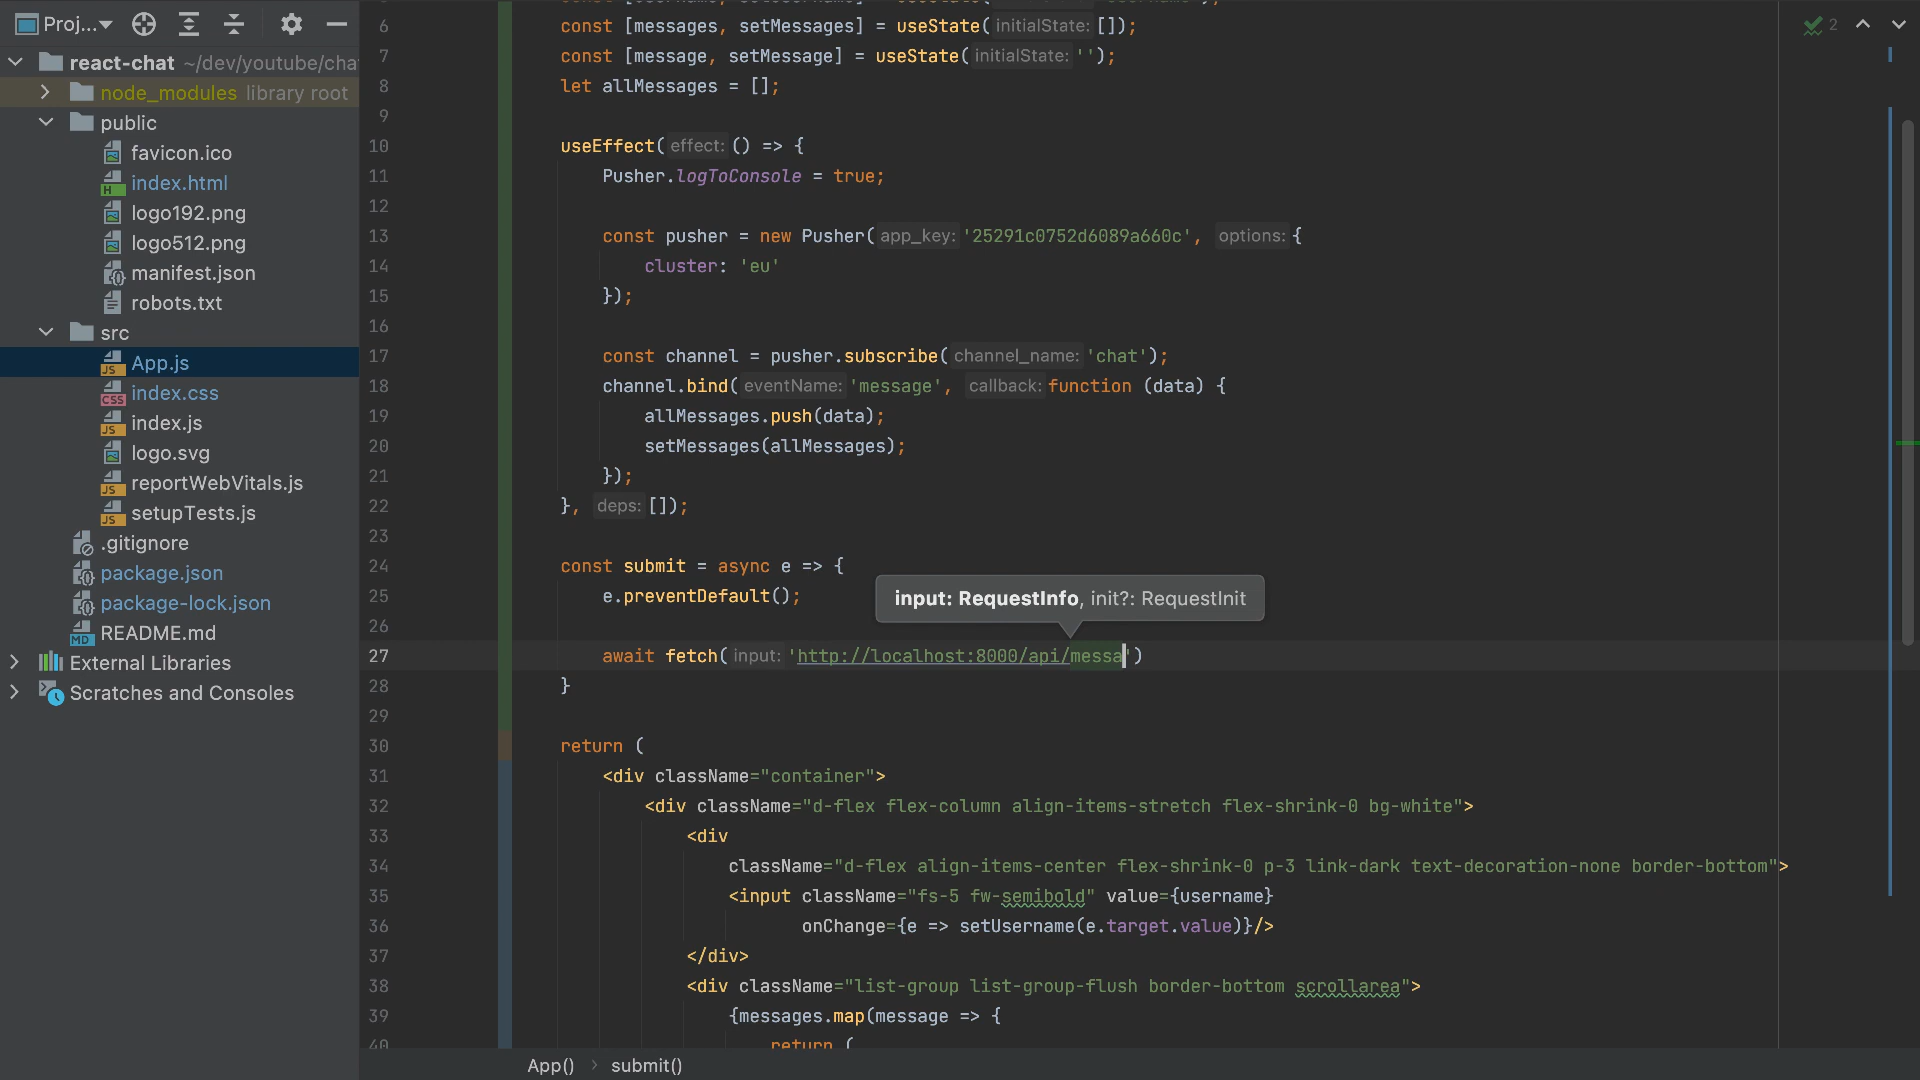 Proj...
react-chat ~/dev/youtube/cha
node_modules library root
public
favicon.ico
index.html
logo192.png
logo512.png
manifest.json
robots.txt
src
App.js
index.css
index.js
logo.svg
reportWebVitals.js
setupTests.js
.gitignore
package.json
package-lock.json
README.md
External Libraries
Scratches and Consoles
2
6 const [messages, setMessages] = useState( initialState: []);
7 const [message, setMessage] = useState( initialState: '');
8 let allMessages = [];
9
10 useEffect( effect: () => {
11 Pusher.logToConsole = true;
12
13 const pusher = new Pusher( app_key: '25291c0752d6089a660c', options: {
14 cluster: 'eu'
15 });
16
17 const channel = pusher.subscribe( channel_name: 'chat');
18 channel.bind( eventName: 'message', callback: function (data) {
19 allMessages.push(data);
20 setMessages(allMessages);
21 });
22 }, deps: []);
23
24 const submit = async e => {
25 e.preventDefault();
input: RequestInfo, init?: RequestInit
26
27 await fetch( input: 'http://localhost:8000/api/messa')
28 }
29
30 return (
31 <div className="container">
32 <div className="d-flex flex-column align-items-stretch flex-shrink-0 bg-white">
33 <div
34 className="d-flex align-items-center flex-shrink-0 p-3 link-dark text-decoration-none border-bottom">
35 <input className="fs-5 fw-semibold" value={username}
36 onChange={e => setUsername(e.target.value)}/>
37 </div>
38 <div className="list-group list-group-flush border-bottom scrollarea">
39 {messages.map(message => {
40 return (
App() > submit()